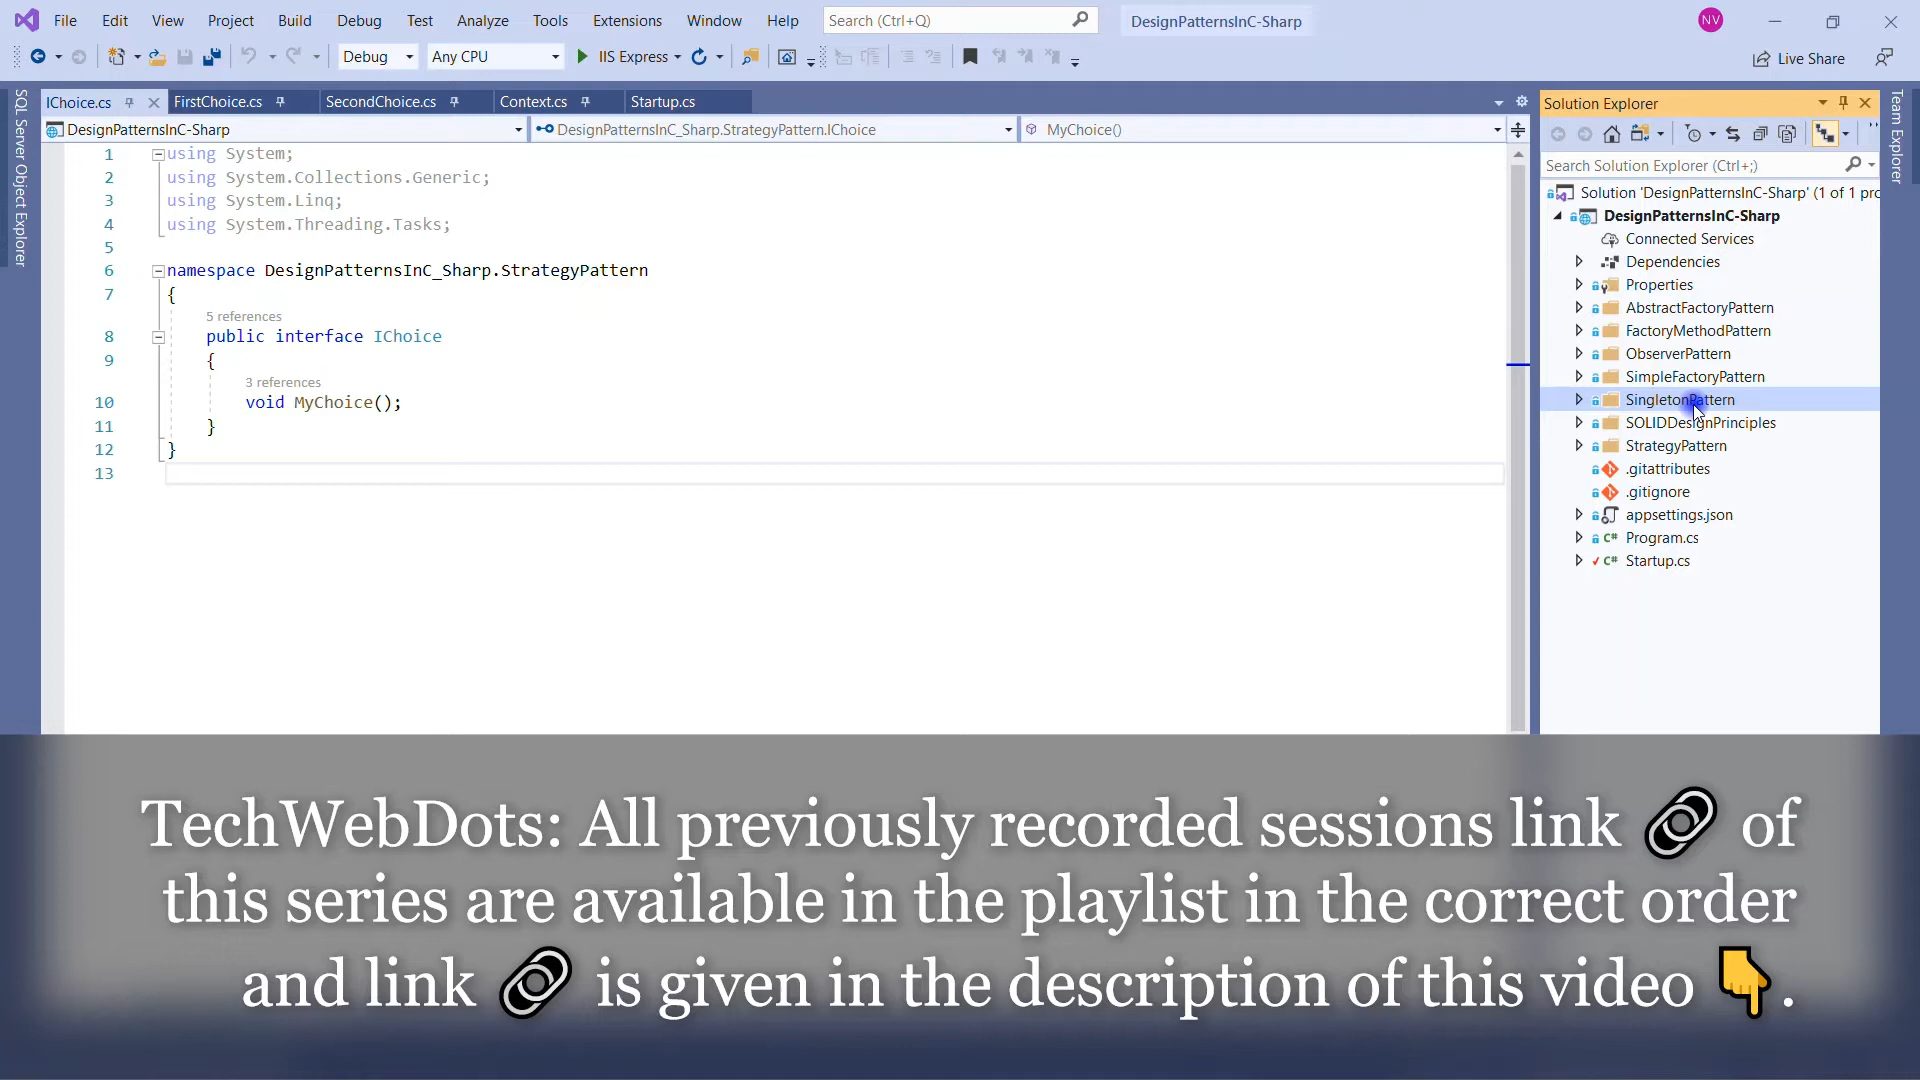 File Edit View Project Build Debug Test Analyze Tools Extensions Window Help Search (Ctrl+Q) DesignPatternsInC-Sharp NV
Debug Any CPU IIS Express Live Share
IChoice.cs FirstChoice.cs SecondChoice.cs Context.cs Startup.cs
DesignPatternsInC-Sharp DesignPatternsInC_Sharp.StrategyPattern.IChoice MyChoice()
SQL Server Object Explorer
1 using System;
2 using System.Collections.Generic;
3 using System.Linq;
4 using System.Threading.Tasks;
5
6 namespace DesignPatternsInC_Sharp.StrategyPattern
7 {
5 references
8 public interface IChoice
9 {
3 references
10 void MyChoice();
11 }
12 }
13
Solution Explorer
Search Solution Explorer (Ctrl+;)
Solution 'DesignPatternsInC-Sharp' (1 of 1 pro
DesignPatternsInC-Sharp
Connected Services
Dependencies
Properties
AbstractFactoryPattern
FactoryMethodPattern
ObserverPattern
SimpleFactoryPattern
SingletonPattern
SOLIDDesignPrinciples
StrategyPattern
.gitattributes
.gitignore
appsettings.json
C# Program.cs
C# Startup.cs
Team Explorer
TechWebDots: All previously recorded sessions link 🔗 of
this series are available in the playlist in the correct order
and link 🔗 is given in the description of this video 👇.